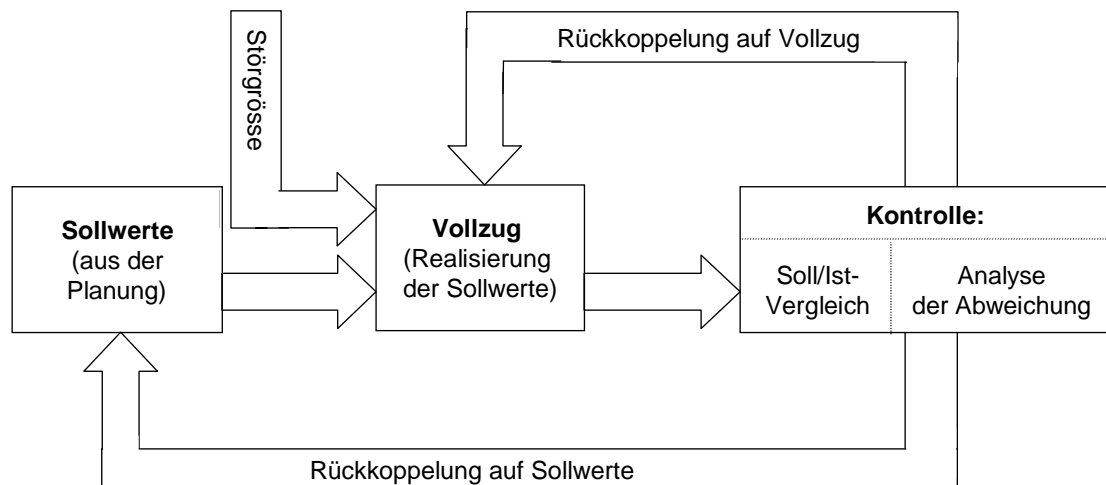 Rückkoppelung auf Vollzug
Störgrösse
Sollwerte
(aus der
Planung)
Vollzug
(Realisierung
der Sollwerte)
Kontrolle:
Soll/Ist-
Vergleich
Analyse
der Abweichung
Rückkoppelung auf Sollwerte